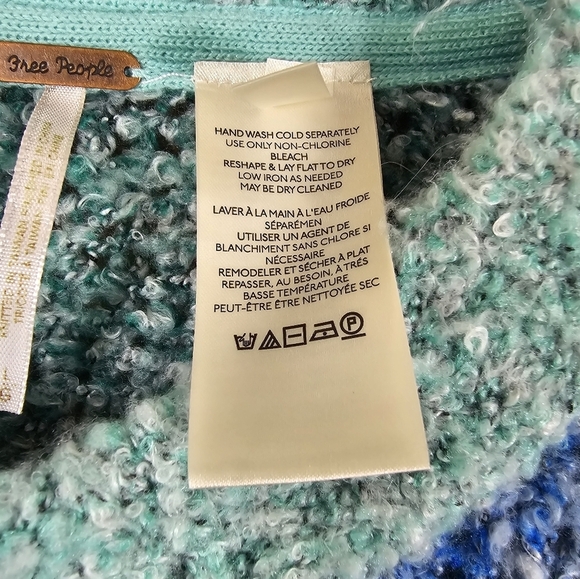 Free People
HAND WASH COLD SEPARATELY
USE ONLY NON-CHLORINE
BLEACH
RESHAPE & LAY FLAT TO DRY
LOW IRON AS NEEDED
MAY BE DRY CLEANED
LAVER À LA MAIN À L'EAU FROIDE
SÉPARÉMEN
UTILISER UN AGENT DE
BLANCHIMENT SANS CHLORE SI
NÉCESSAIRE
REMODELER ET SÉCHER À PLAT
REPASSER, AU BESOIN, À TRÉS
BASSE TEMPÉRATURE
PEUT-ÊTRE ÊTRE NETTOYÉE SEC
P